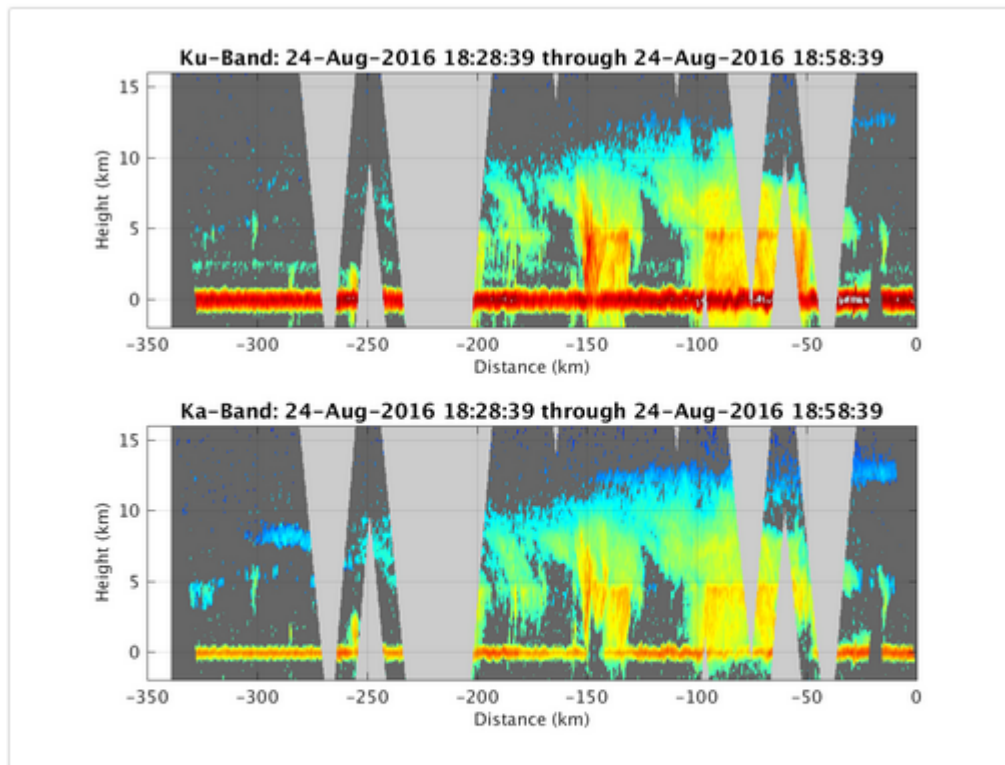 Ku-Band: 24-Aug-2016 18:28:39 through 24-Aug-2016 18:58:39
15
10
5
0
Height (km)
-350 -300 -250 -200 -150 -100 -50 0
Distance (km)
Ka-Band: 24-Aug-2016 18:28:39 through 24-Aug-2016 18:58:39
15
10
5
0
Height (km)
-350 -300 -250 -200 -150 -100 -50 0
Distance (km)